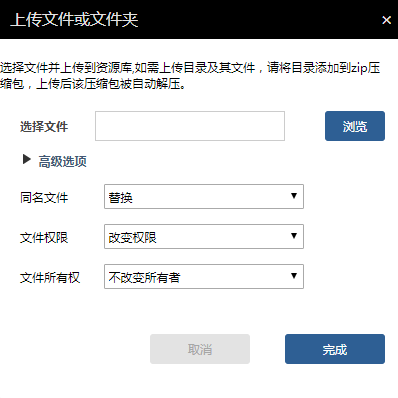 上传文件或文件夹
选择文件并上传到资源库,如需上传目录及其文件，请将目录添加到zip压
缩包，上传后该压缩包被自动解压。
选择文件 浏览
高级选项
同名文件 替换
文件权限 改变权限
文件所有权 不改变所有者
取消 完成